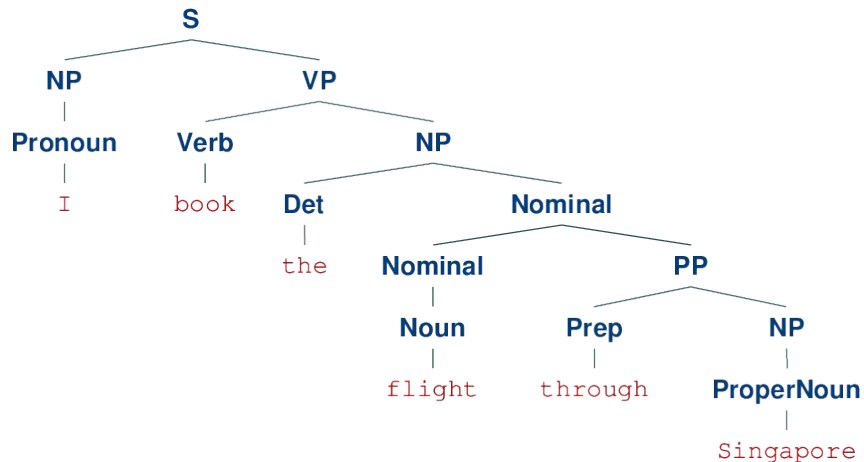 S
NP VP
Pronoun Verb NP
I book Det Nominal
the Nominal PP
Noun Prep NP
flight through ProperNoun
Singapore